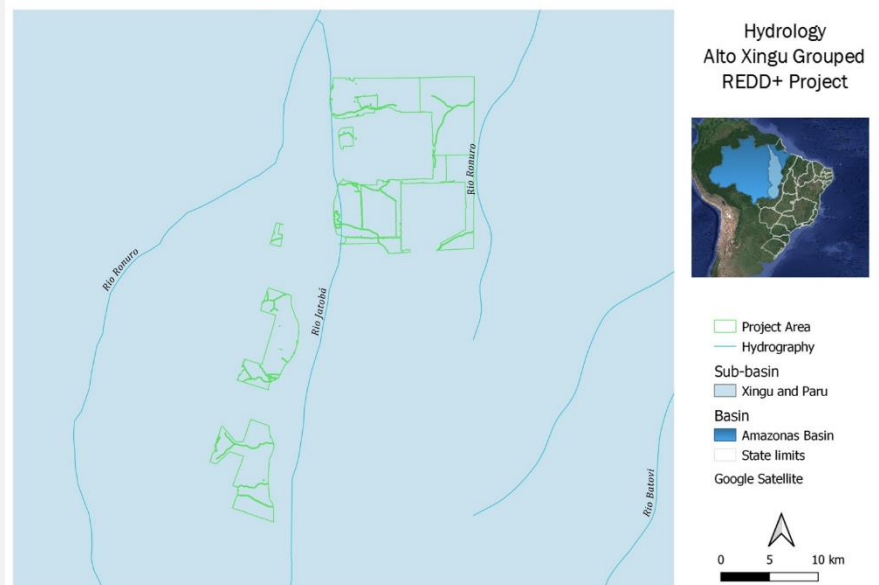 Hydrology
Alto Xingu Grouped
REDD+ Project
Rio Ronuro
Rio Ronuro
Rio Jatobá
Rio Batovi
Project Area
Hydrography
Sub-basin
Xingu and Paru
Basin
Amazonas Basin
State limits
Google Satellite
0 5 10 km